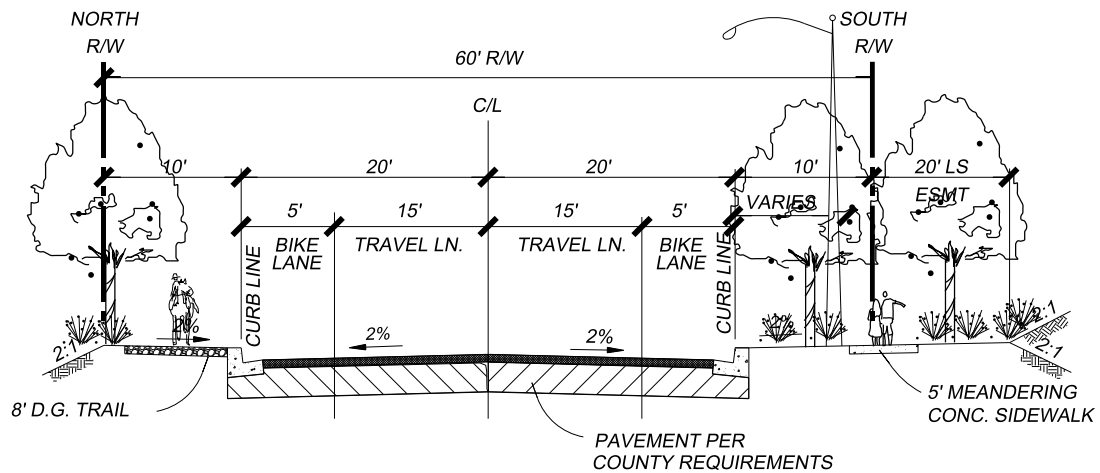 NORTH
R/W
SOUTH
R/W
60' R/W
C/L
10'
20'
20'
10'
20' LS
ESMT
VARIES
5'
15'
15'
5'
BIKE
LANE
TRAVEL LN.
TRAVEL LN.
BIKE
LANE
CURB LINE
CURB LINE
2%
2%
2%
2%
2:1
2:1
2:1
8' D.G. TRAIL
5' MEANDERING
CONC. SIDEWALK
PAVEMENT PER
COUNTY REQUIREMENTS